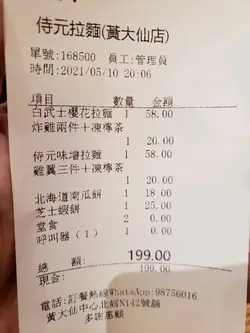 侍元拉麵(黃大仙店)
單號:168500 員工:管理員
時間:2021/05/10 20:06
項目 數量 金額
白武士櫻花拉麵 1 58.00
炸雞兩件+凍檸茶
1 20.00
侍元味增拉麵 1 58.00
雞翼三件+凍檸茶
1 20.00
北海道南瓜餅 1 18.00
芝士蝦餅 1 25.00
堂食 2 0.00
呼叫器(1) 1 0.00
總 額: 199.00
現金: 199.00
電話:訂餐熱線WhatsApp:98756016
黃大仙中心北館N142號舖
多謝惠顧